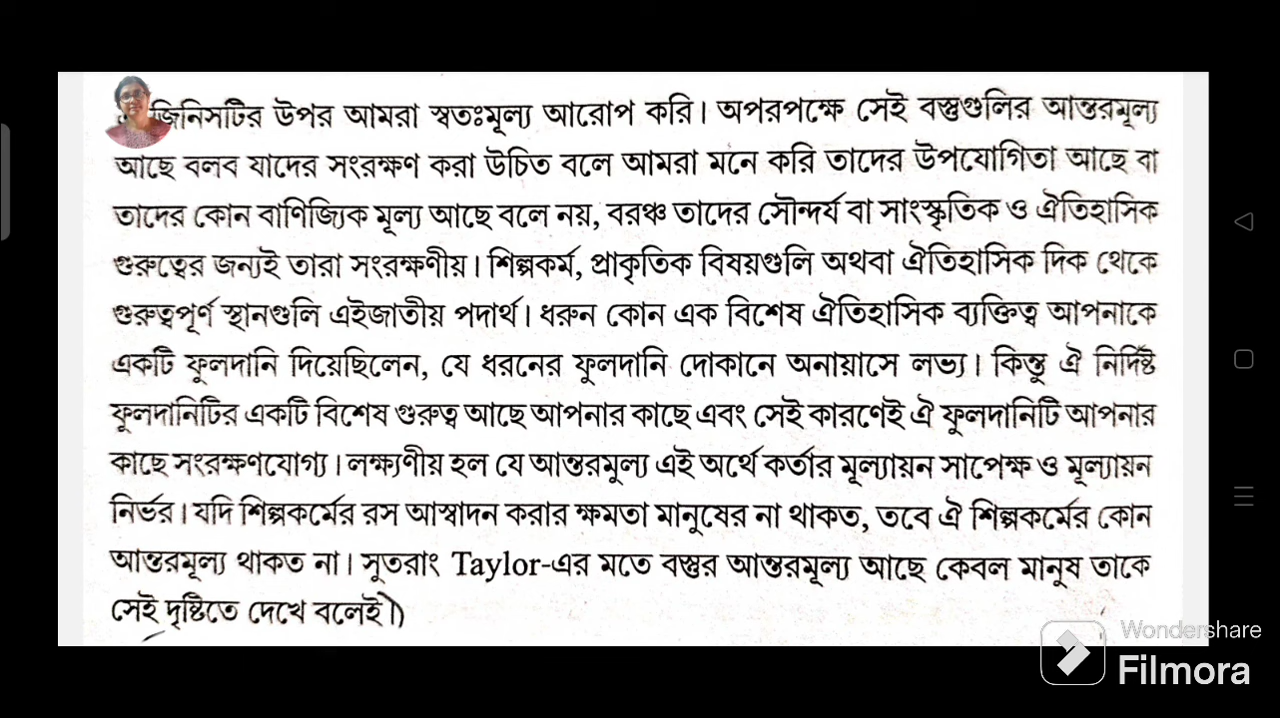 জিনিসটির উপর আমরা স্বতঃমূল্য আরোপ করি। অপরপক্ষে সেই বস্তুগুলির আন্তরমূল্য
আছে বলব যাদের সংরক্ষণ করা উচিত বলে আমরা মনে করি তাদের উপযোগিতা আছে বা
তাদের কোন বাণিজ্যিক মূল্য আছে বলে নয়, বরঞ্চ তাদের সৌন্দর্য বা সাংস্কৃতিক ও ঐতিহাসিক
গুরুত্বের জন্যই তারা সংরক্ষণীয়। শিল্পকর্ম, প্রাকৃতিক বিষয়গুলি অথবা ঐতিহাসিক দিক থেকে
গুরুত্বপূর্ণ স্থানগুলি এইজাতীয় পদার্থ। ধরুন কোন এক বিশেষ ঐতিহাসিক ব্যক্তিত্ব আপনাকে
একটি ফুলদানি দিয়েছিলেন, যে ধরনের ফুলদানি দোকানে অনায়াসে লভ্য। কিন্তু ঐ নির্দিষ্ট
ফুলদানিটির একটি বিশেষ গুরুত্ব আছে আপনার কাছে এবং সেই কারণেই ঐ ফুলদানিটি আপনার
কাছে সংরক্ষণযোগ্য। লক্ষ্যণীয় হল যে আন্তরমূল্য এই অর্থে কর্তার মূল্যায়ন সাপেক্ষ ও মূল্যায়ন
নির্ভর। যদি শিল্পকর্মের রস আস্বাদন করার ক্ষমতা মানুষের না থাকত, তবে ঐ শিল্পকর্মের কোন
আন্তরমূল্য থাকত না। সুতরাং Taylor-এর মতে বস্তুর আন্তরমূল্য আছে কেবল মানুষ তাকে
সেই দৃষ্টিতে দেখে বলেই।)
Wondershare
Filmora